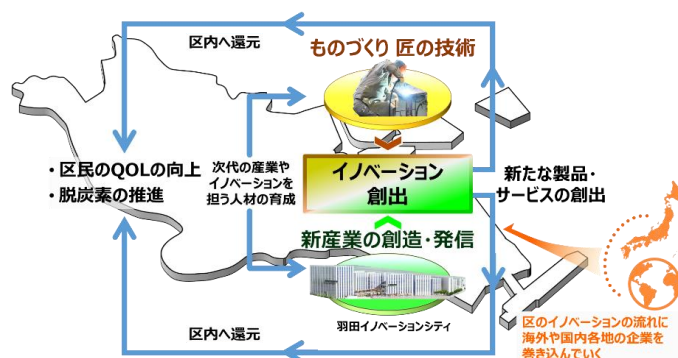 区内へ還元
ものづくり 匠の技術
・区民のQOLの向上
・脱炭素の推進
次代の産業や
イノベーションを
担う人材の育成
イノベーション
創出
新たな製品・
サービスの創出
新産業の創造・発信
羽田イノベーションシティ
区内へ還元
区のイノベーションの流れに
海外や国内各地の企業を
巻き込んでいく